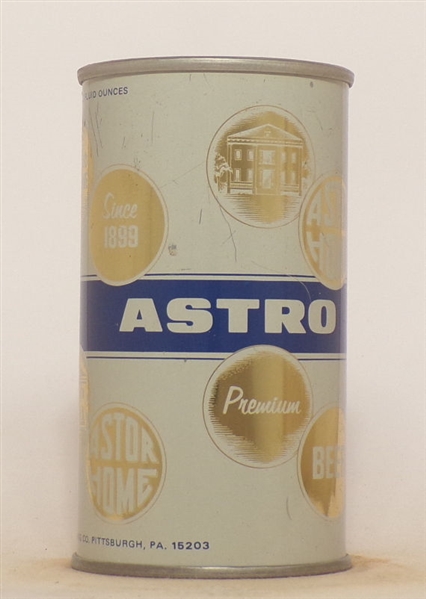 FLUID OUNCES
Since
1899
ASTRO
Premium
ASTOR
HOME
CO. PITTSBURGH, PA. 15203